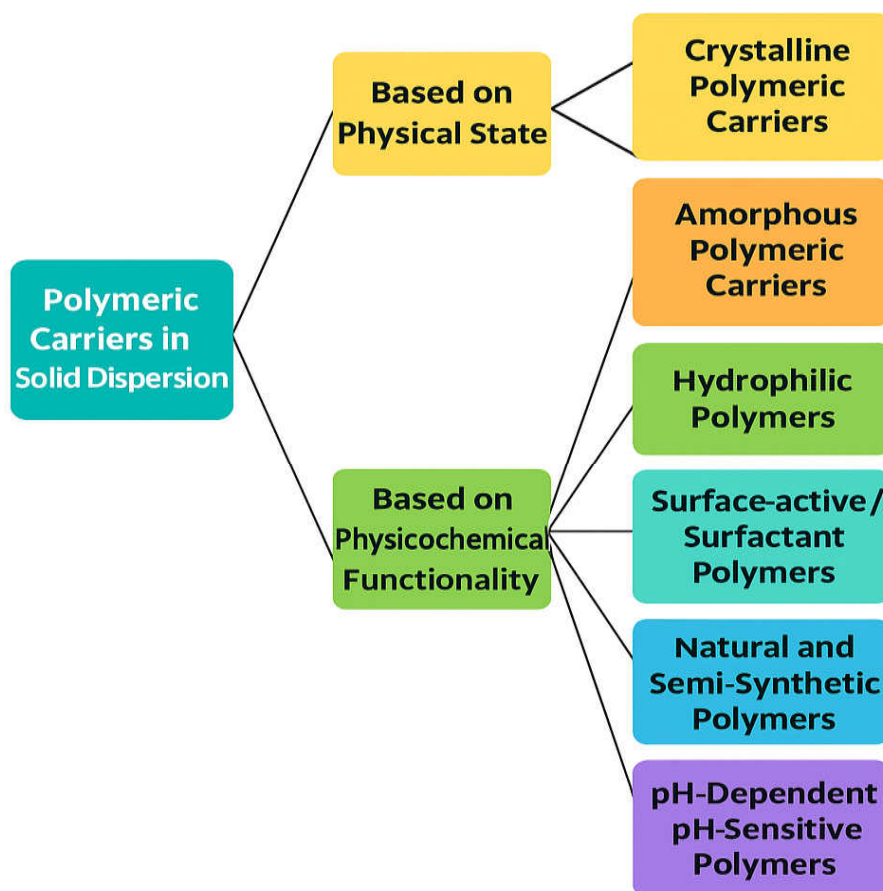 Polymeric
Carriers in
Solid Dispersion
Based on
Physical State
Based on
Physicochemical
Functionality
Crystalline
Polymeric
Carriers
Amorphous
Polymeric
Carriers
Hydrophilic
Polymers
Surface-active/
Surfactant
Polymers
Natural and
Semi-Synthetic
Polymers
pH-Dependent
pH-Sensitive
Polymers